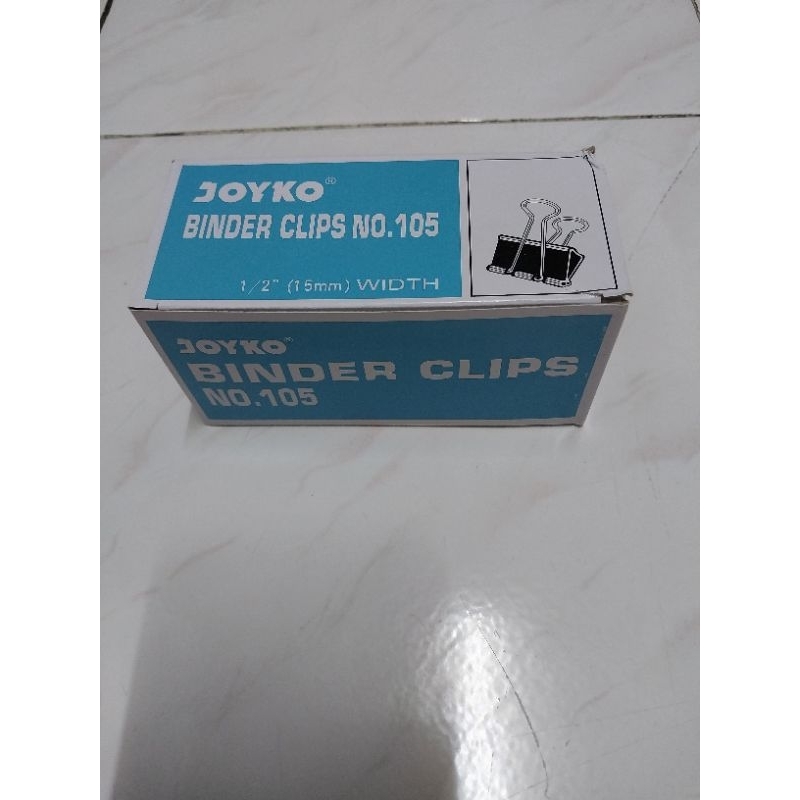 JOYKO®
BINDER CLIPS NO.105
1/2" (15mm) WIDTH
JOYKO®
BINDER CLIPS
NO.105